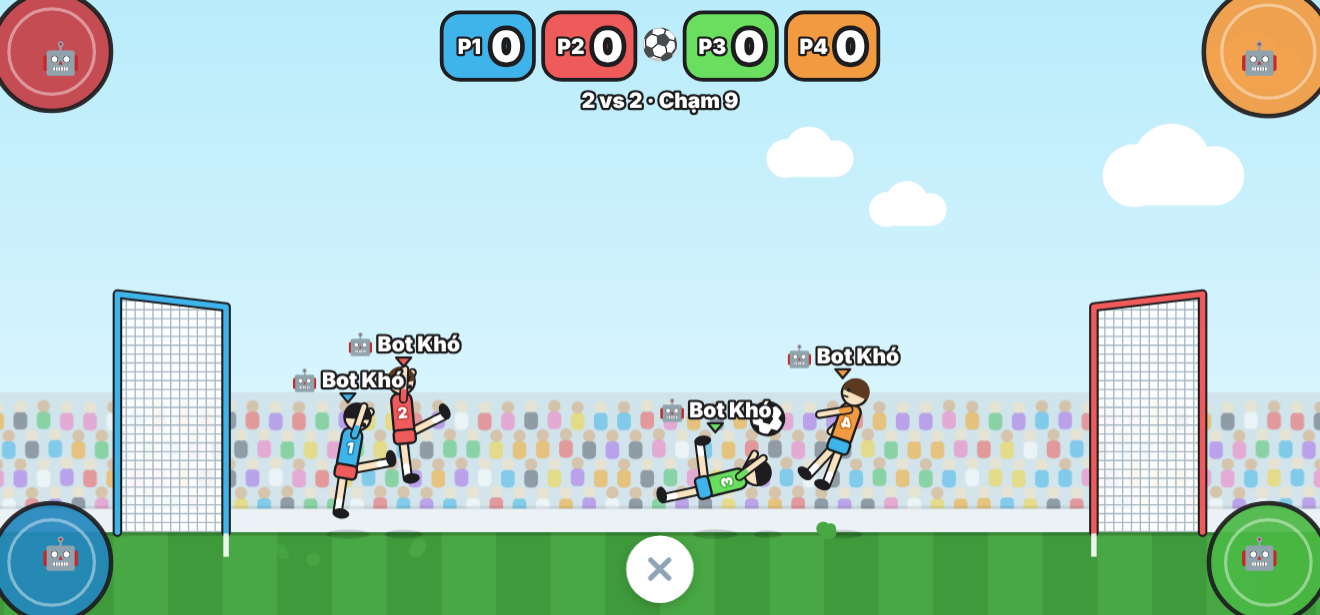 P1 0 P2 0 P3 0 P4 0
2 vs 2 · Chạm 9
Bot Khó
Bot Khó
Bot Khó
Bot Khó
2
1
3
4